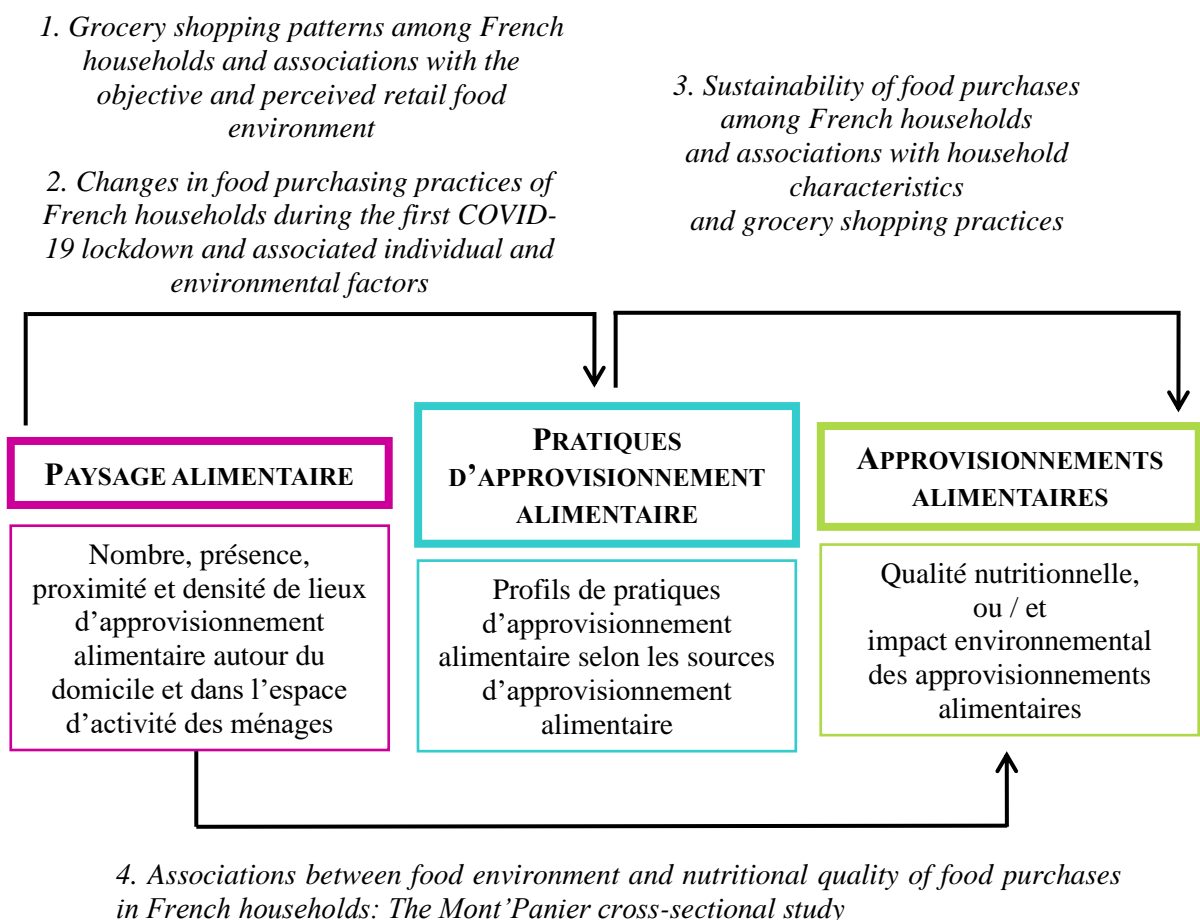 1. Grocery shopping patterns among French
households and associations with the
objective and perceived retail food
environment
2. Changes in food purchasing practices of
French households during the first COVID-
19 lockdown and associated individual and
environmental factors
3. Sustainability of food purchases
among French households
and associations with household
characteristics
and grocery shopping practices
PAYSAGE ALIMENTAIRE
Nombre, présence,
proximité et densité de lieux
d’approvisionnement
alimentaire autour du
domicile et dans l’espace
d’activité des ménages
PRATIQUES
D’APPROVISIONNEMENT
ALIMENTAIRE
Profils de pratiques
d’approvisionnement
alimentaire selon les sources
d’approvisionnement
alimentaire
APPROVISIONNEMENTS
ALIMENTAIRES
Qualité nutritionnelle,
ou / et
impact environnemental
des approvisionnements
alimentaires
4. Associations between food environment and nutritional quality of food purchases
in French households: The Mont’Panier cross-sectional study